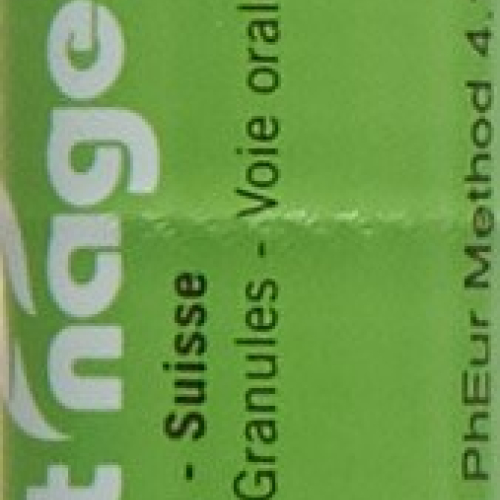 t nage
- Suisse
Granules - Voie oral
PhEur Method 4.